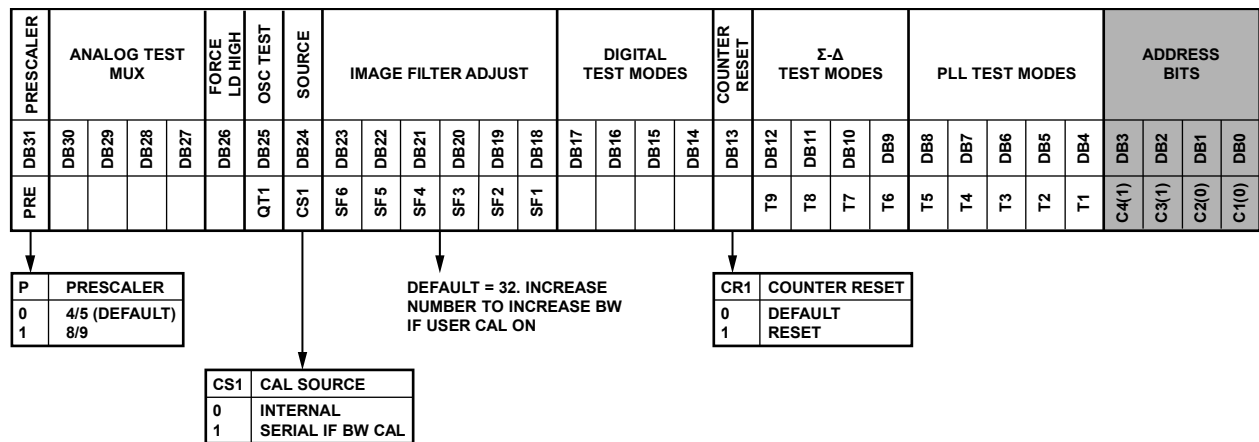 PRESCALER
ANALOG TEST
MUX
FORCE
LD HIGH
OSC TEST
SOURCE
IMAGE FILTER ADJUST
DIGITAL
TEST MODES
COUNTER
RESET
Σ-Δ
TEST MODES
PLL TEST MODES
ADDRESS
BITS
DB31 DB30 DB29 DB28 DB27 DB26 DB25 DB24 DB23 DB22 DB21 DB20 DB19 DB18 DB17 DB16 DB15 DB14 DB13 DB12 DB11 DB10 DB9 DB8 DB7 DB6 DB5 DB4 DB3 DB2 DB1 DB0
PRE QT1 CS1 SF6 SF5 SF4 SF3 SF2 SF1 T9 T8 T7 T6 T5 T4 T3 T2 T1 C4(1) C3(1) C2(0) C1(0)
P PRESCALER
0 4/5 (DEFAULT)
1 8/9
DEFAULT = 32. INCREASE
NUMBER TO INCREASE BW
IF USER CAL ON
CR1 COUNTER RESET
0 DEFAULT
1 RESET
CS1 CAL SOURCE
0 INTERNAL
1 SERIAL IF BW CAL